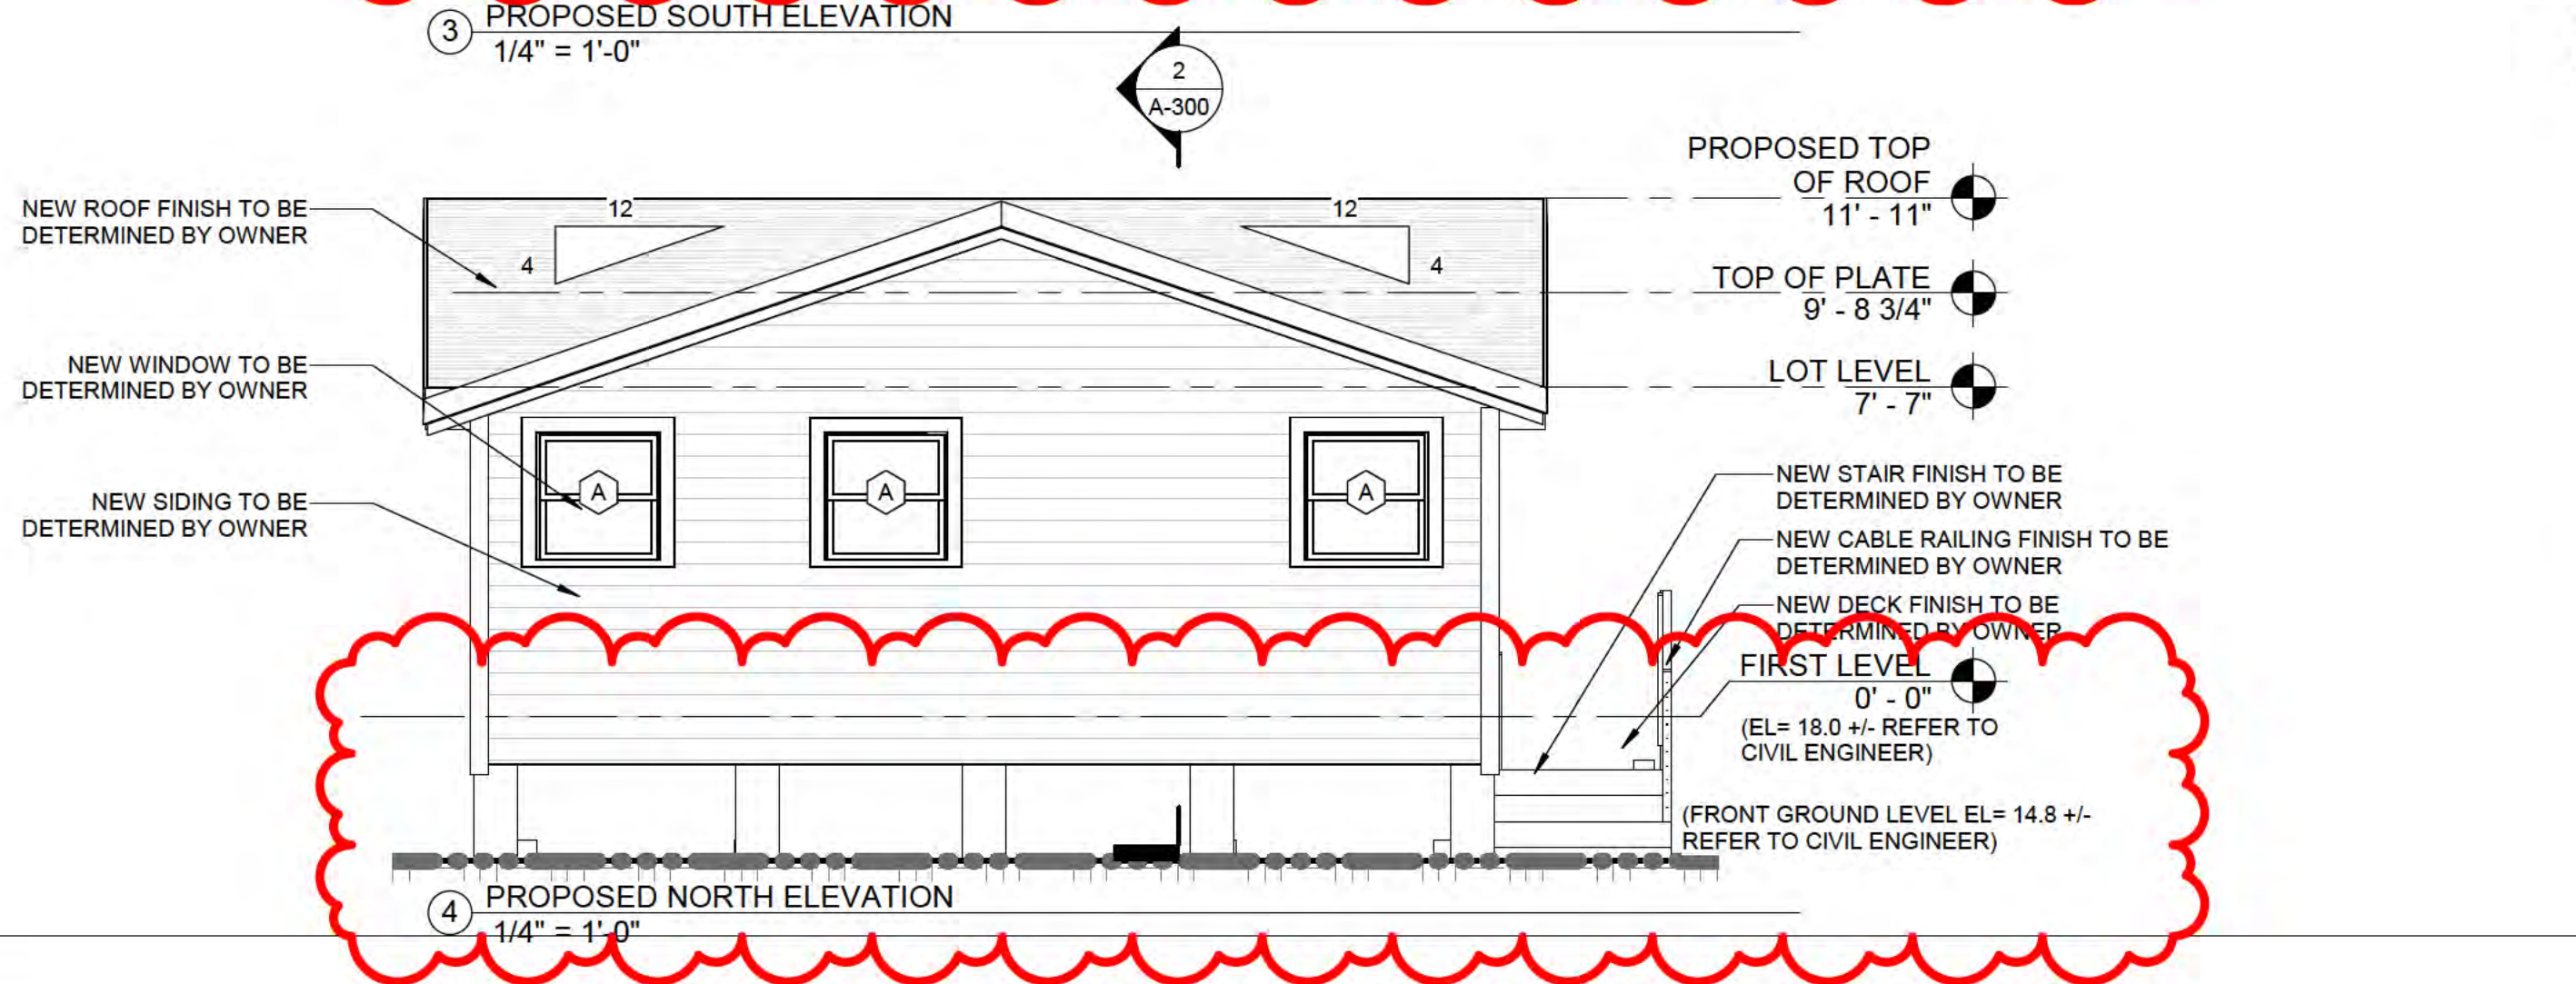 3
PROPOSED SOUTH ELEVATION
1/4" = 1'-0"
2
A-300
PROPOSED TOP
OF ROOF
11' - 11"
TOP OF PLATE
9' - 8 3/4"
LOT LEVEL
7' - 7"
NEW ROOF FINISH TO BE
DETERMINED BY OWNER
12
4
12
4
NEW WINDOW TO BE
DETERMINED BY OWNER
NEW SIDING TO BE
DETERMINED BY OWNER
A
A
A
NEW STAIR FINISH TO BE
DETERMINED BY OWNER
NEW CABLE RAILING FINISH TO BE
DETERMINED BY OWNER
NEW DECK FINISH TO BE
DETERMINED BY OWNER
FIRST LEVEL
0' - 0"
(EL= 18.0 +/- REFER TO
CIVIL ENGINEER)
(FRONT GROUND LEVEL EL= 14.8 +/-
REFER TO CIVIL ENGINEER)
4
PROPOSED NORTH ELEVATION
1/4" = 1'-0"